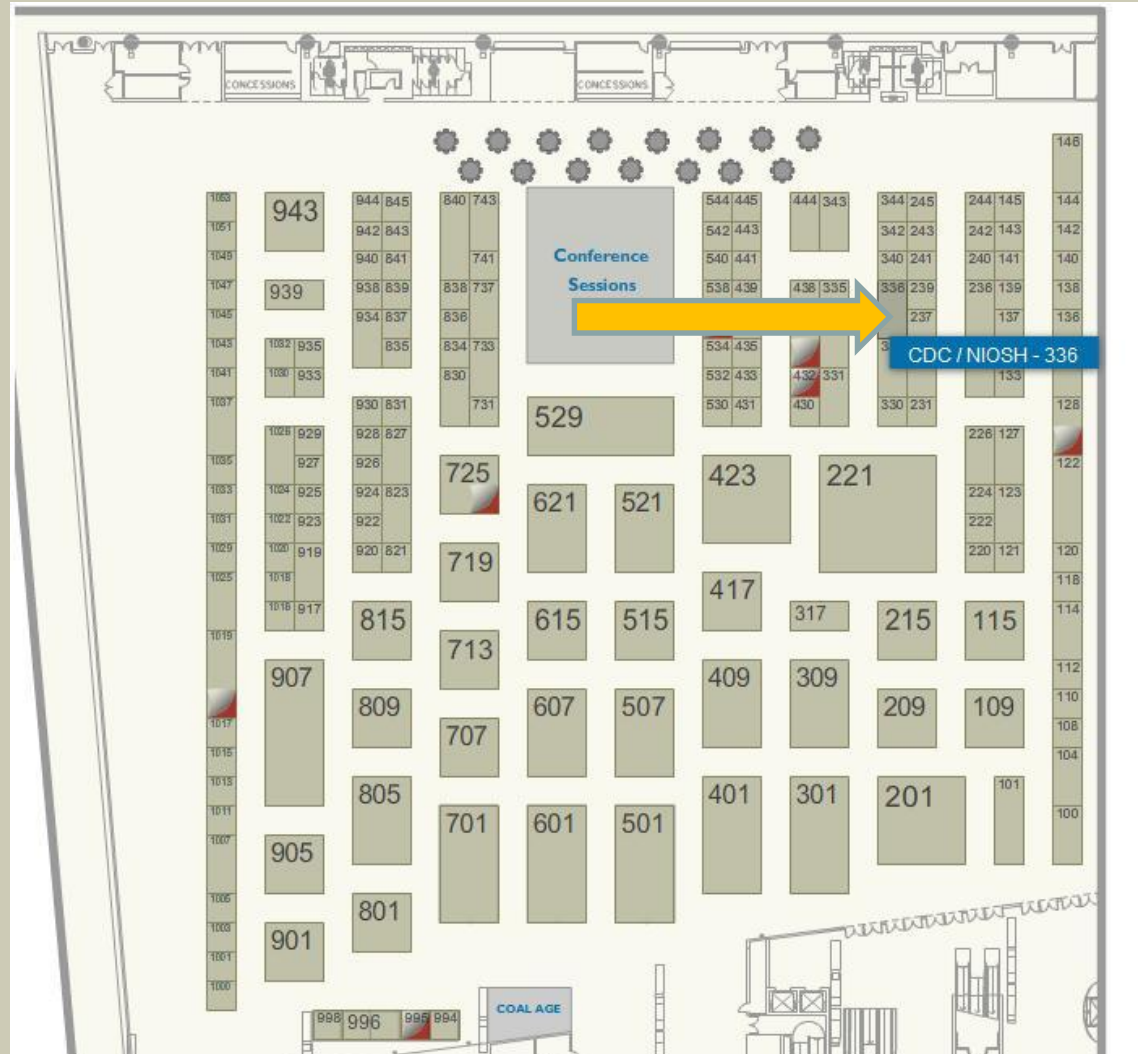 CONCESSIONS CONCESSIONS
146
1053 943 944 845 840 743 544 445 444 343 344 245 244 145 144
1051 942 843 542 443 342 243 242 143 142
1049 940 841 741 Conference 540 441 340 241 240 141 140
1047 939 938 839 838 737 Sessions 538 439 436 335 336 239 236 139 138
1045 934 837 836 237 137 136
1043 1032 935 835 834 733 534 435 CDC / NIOSH - 336
1041 1030 933 830 532 433 432 331 133
1037 930 831 731 529 530 431 430 330 231 128
1026 929 928 827 226 127
1035 927 926 725 423 221 122
1033 1024 925 924 823 621 521 224 123
1031 1022 923 922 222
1029 1020 919 920 821 719 220 121 120
1025 1018 417 118
1016 917 815 615 515 317 215 115 114
1019 713
907 409 309 112
809 607 507 209 109 110
1017 707 108
1015 104
1013 805 401 301 201 101
1011 701 601 501 100
1007 905
1005 801
1003 901
1001
1000
998 996 995 994 COAL AGE